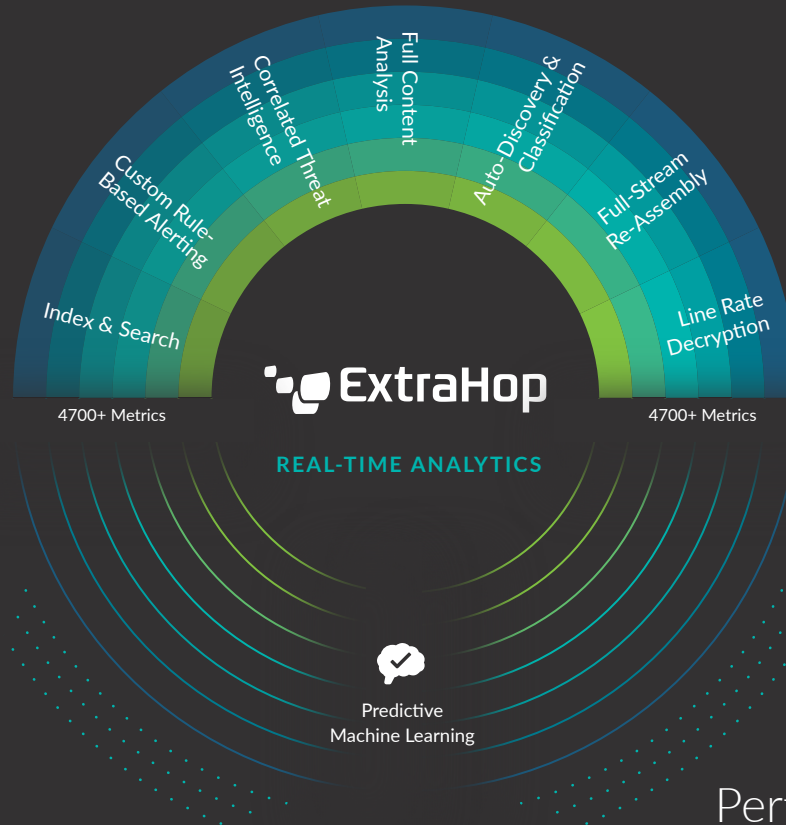 Index & Search
Custom Rule-
Based Alerting
Correlated Threat
Intelligence
Full Content
Analysis
Auto-Discovery &
Classification
Full-Stream
Re-Assembly
Line Rate
Decryption
ExtraHop
4700+ Metrics
4700+ Metrics
REAL-TIME ANALYTICS
Predictive
Machine Learning